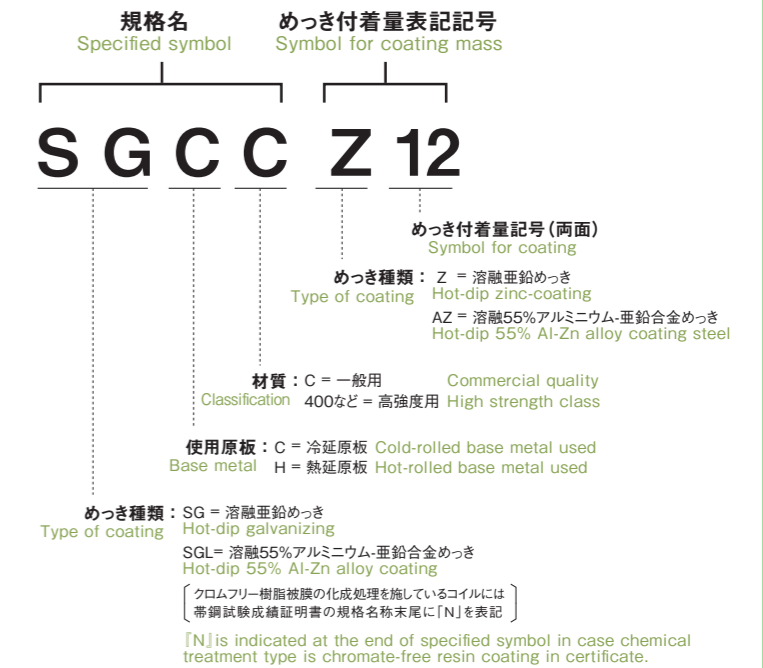 規格名
Specified symbol
めっき付着量表記記号
Symbol for coating mass
S G C C Z 12
めっき付着量記号（両面）
Symbol for coating
めっき種類： Z = 溶融亜鉛めっき
Type of coating Hot-dip zinc-coating
AZ = 溶融55%アルミニウム-亜鉛合金めっき
Hot-dip 55% Al-Zn alloy coating steel
材質：C = 一般用 Commercial quality
Classification 400など = 高強度用 High strength class
使用原板：C = 冷延原板 Cold-rolled base metal used
Base metal H = 熱延原板 Hot-rolled base metal used
めっき種類：SG = 溶融亜鉛めっき
Type of coating Hot-dip galvanizing
SGL= 溶融55%アルミニウム-亜鉛合金めっき
Hot-dip 55% Al-Zn alloy coating
クロムフリー樹脂被膜の化成処理を施しているコイルには
帯鋼試験成績証明書の規格名称末尾に「N」を表記
『N』is indicated at the end of specified symbol in case chemical
treatment type is chromate-free resin coating in certificate.